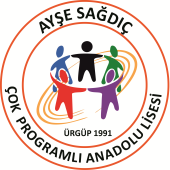 AYŞE SAĞDIÇ
ÇOK PROGRAMLI ANADOLU LİSESİ
ÜRGÜP 1991